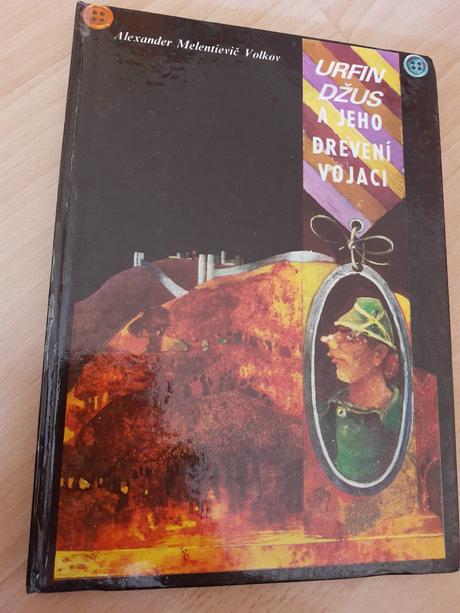 Alexander Melentievič Volkov
URFIN
DŽUS
A JEHO
DREVENÍ
VOJACI